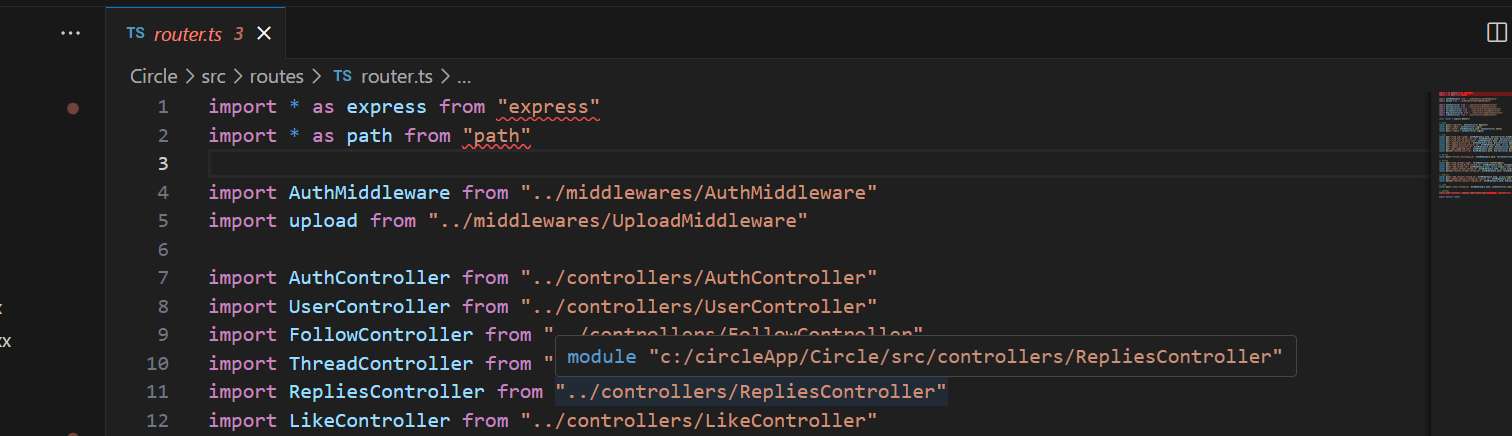 TS router.ts 3
Circle > src > routes > TS router.ts > ...
1 import * as express from "express"
2 import * as path from "path"
3
4 import AuthMiddleware from "../middlewares/AuthMiddleware"
5 import upload from "../middlewares/UploadMiddleware"
6
7 import AuthController from "../controllers/AuthController"
8 import UserController from "../controllers/UserController"
9 import FollowController from "../controllers/FollowController"
module "c:/circleApp/Circle/src/controllers/RepliesController"
10 import ThreadController from "
11 import RepliesController from "../controllers/RepliesController"
12 import LikeController from "../controllers/LikeController"